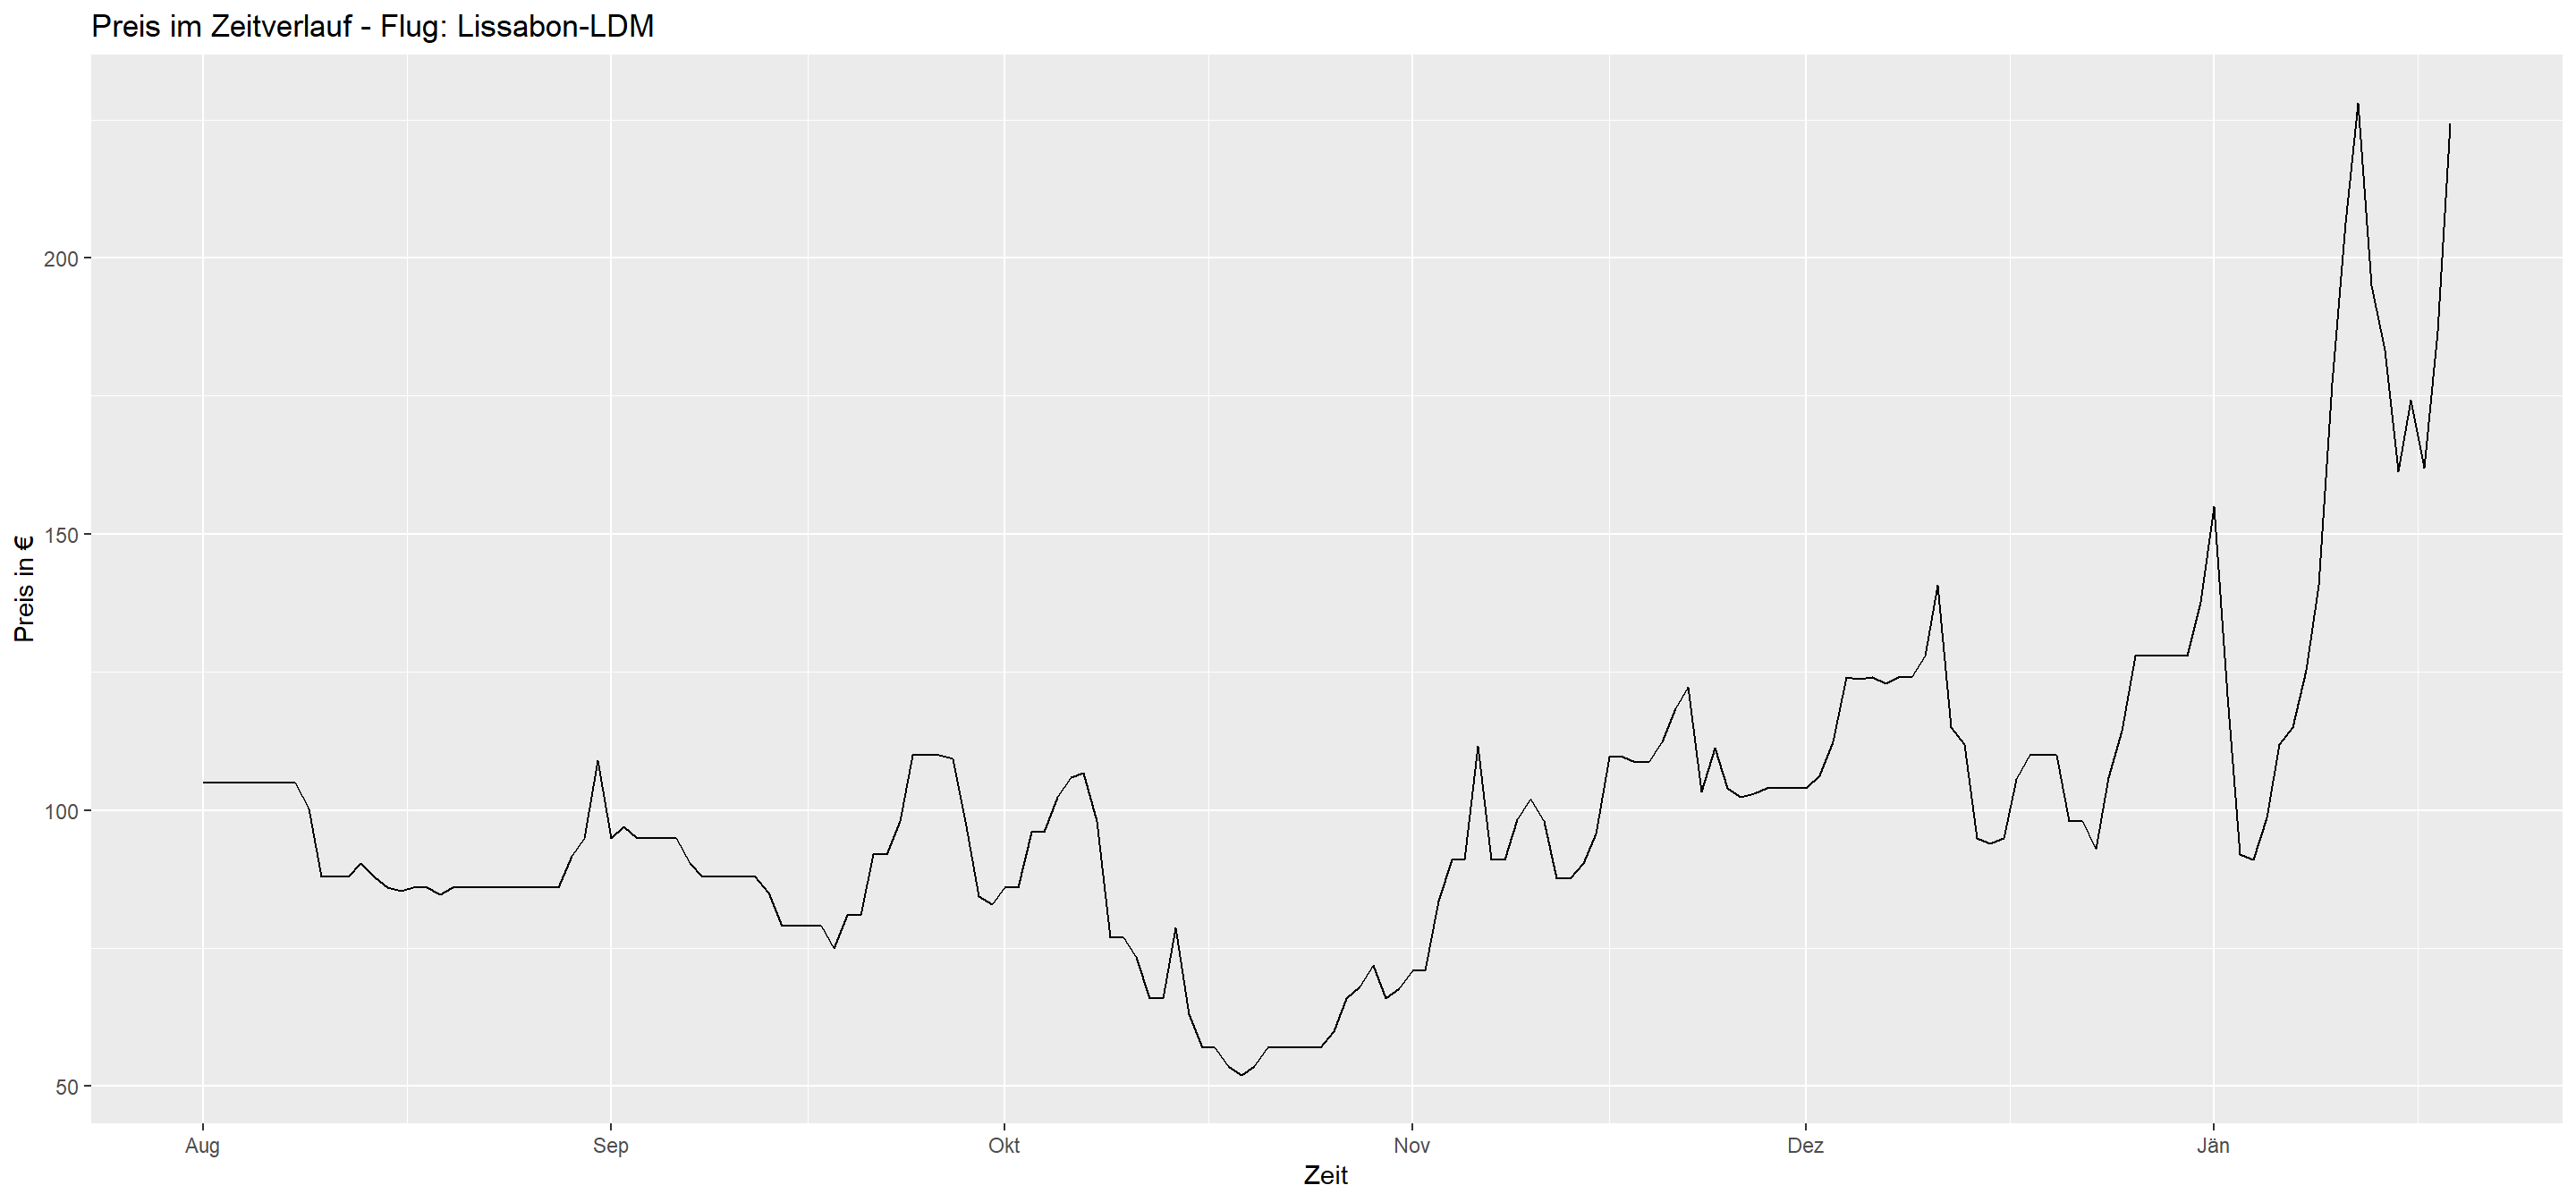 Preis im Zeitverlauf - Flug: Lissabon-LDM
Preis in €
200
150
100
50
Aug Sep Okt Nov Dez Jän
Zeit